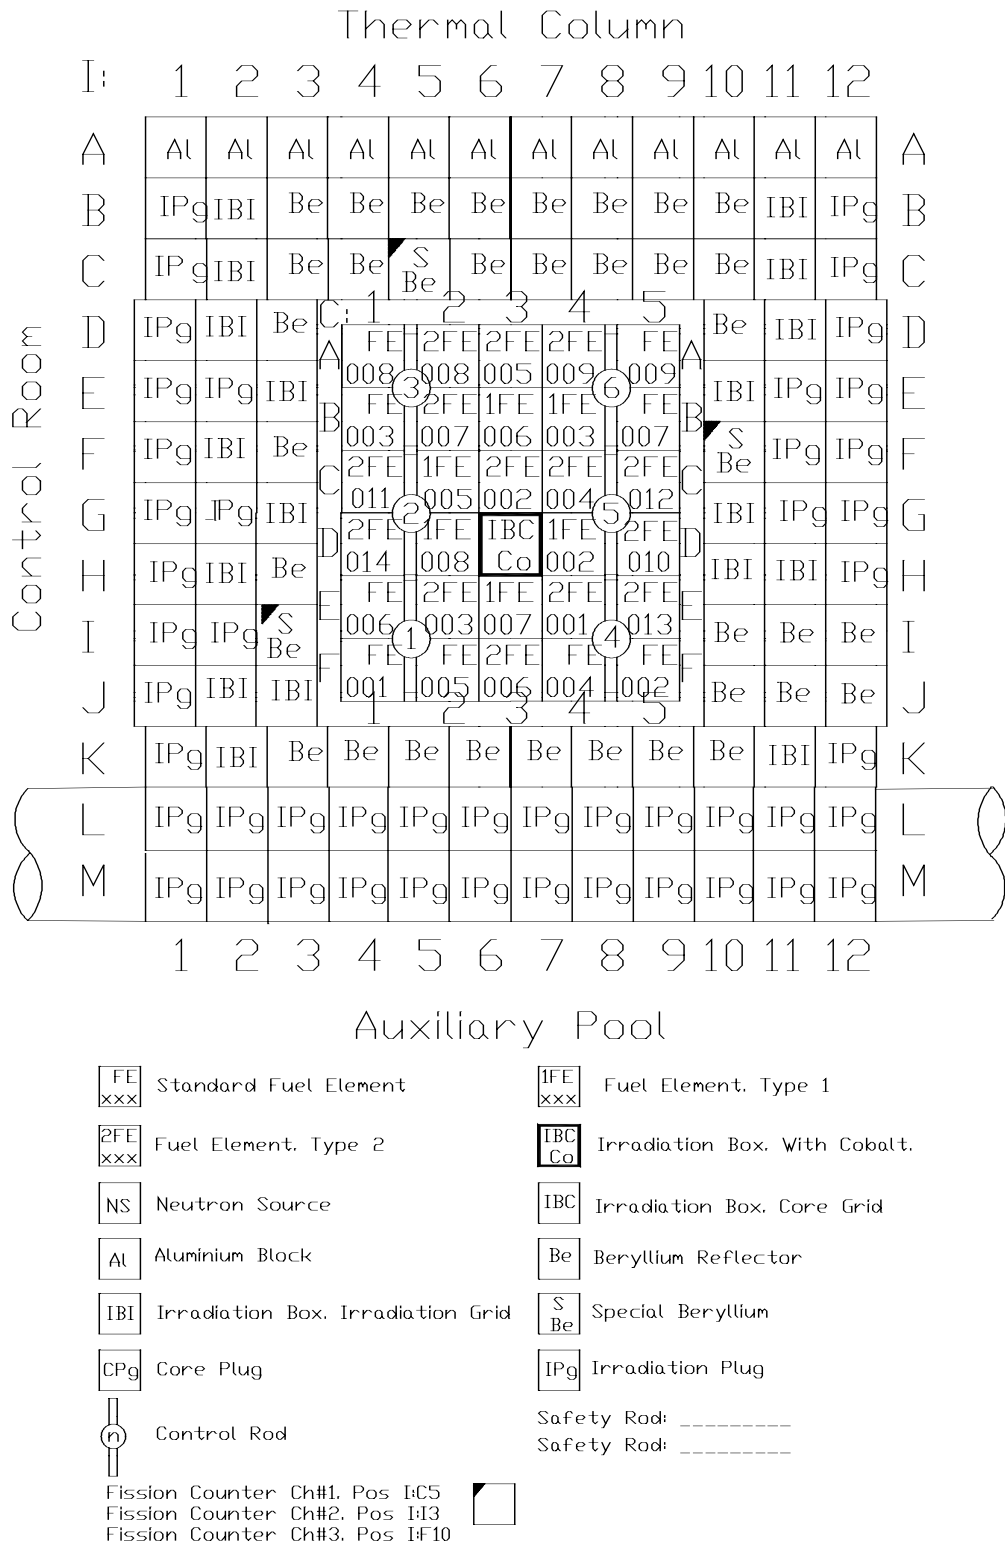 Thermal Column
I: 1 2 3 4 5 6 7 8 9 10 11 12
A Al Al Al Al Al Al Al Al Al Al Al Al A
B IPg IBI Be Be Be Be Be Be Be Be IBI IPg B
C IPg IBI Be Be S Be Be Be Be Be Be IBI IPg C
C: 1 2 3 4 5
Control Room
D IPg IBI Be Be IBI IPg D
E IPg IPg IBI IBI IPg IPg E
F IPg IBI Be S Be IPg IPg F
G IPg IPg IBI IBI IPg IPg G
H IPg IBI Be IBI IBI IPg H
I IPg IPg S Be Be Be Be I
J IPg IBI IBI Be Be Be J
A FE 2FE 2FE 2FE FE A
008 3 008 005 009 6 009
B FE 2FE 1FE 1FE FE B
003 007 006 003 007
C 2FE 1FE 2FE 2FE 2FE C
011 2 005 002 004 5 012
D 2FE 1FE IBC 1FE 2FE D
014 008 Co 002 010
E FE 2FE 1FE 2FE 2FE E
006 1 003 007 001 4 013
F FE FE 2FE FE FE F
001 005 006 004 002
1 2 3 4 5
K IPg IBI Be Be Be Be Be Be Be Be IBI IPg K
L IPg IPg IPg IPg IPg IPg IPg IPg IPg IPg IPg IPg L
M IPg IPg IPg IPg IPg IPg IPg IPg IPg IPg IPg IPg M
1 2 3 4 5 6 7 8 9 10 11 12
Auxiliary Pool
FE xxx Standard Fuel Element
1FE xxx Fuel Element, Type 1
2FE xxx Fuel Element, Type 2
IBC Co Irradiation Box, With Cobalt.
NS Neutron Source
IBC Irradiation Box, Core Grid
Al Aluminium Block
Be Beryllium Reflector
IBI Irradiation Box, Irradiation Grid
S Be Special Beryllium
CPg Core Plug
IPg Irradiation Plug
n Control Rod
Safety Rod: _________
Safety Rod: _________
Fission Counter Ch#1, Pos I:C5
Fission Counter Ch#2, Pos I:I3
Fission Counter Ch#3, Pos I:F10